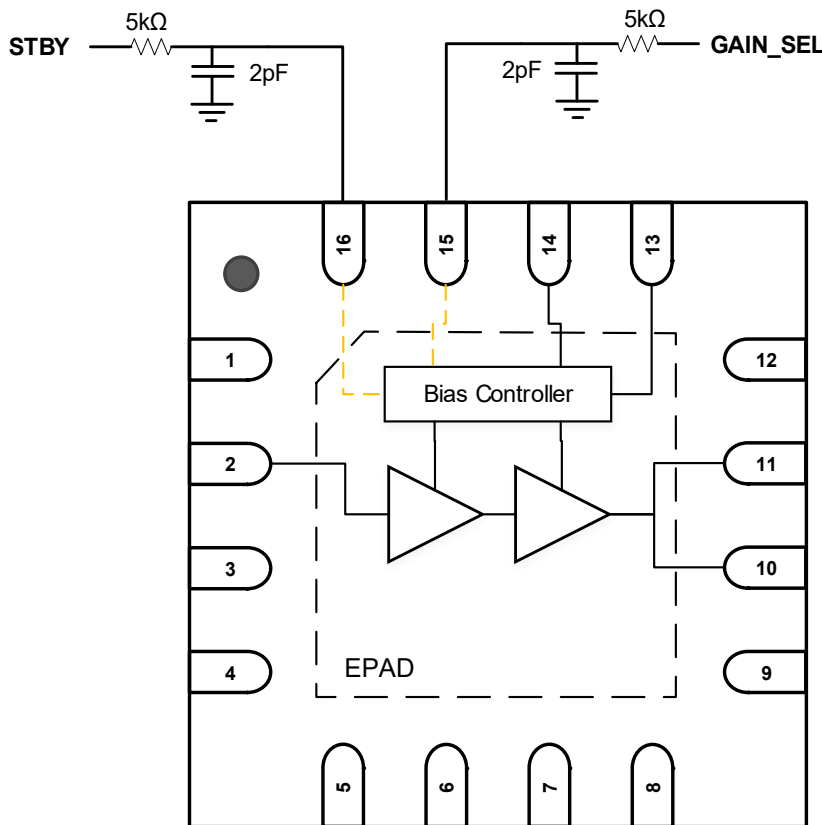 5kΩ
5kΩ
STBY
GAIN_SEL
2pF
2pF
16
15
14
13
1
12
Bias Controller
2
11
3
10
EPAD
4
9
5
6
7
8